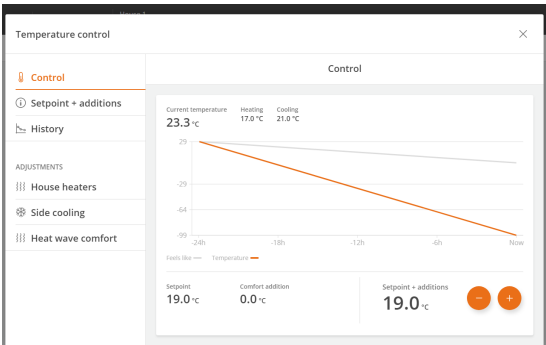 Temperature control
Control
Setpoint + additions
History
ADJUSTMENTS
House heaters
Side cooling
Heat wave comfort
Control
Current temperature Heating Cooling
23.3 °C 17.0 °C 21.0 °C
29
-29
-64
-99
-24h -18h -12h -6h Now
Feels like Temperature
Setpoint Comfort addition Setpoint + additions
19.0 °C 0.0 °C 19.0 °C